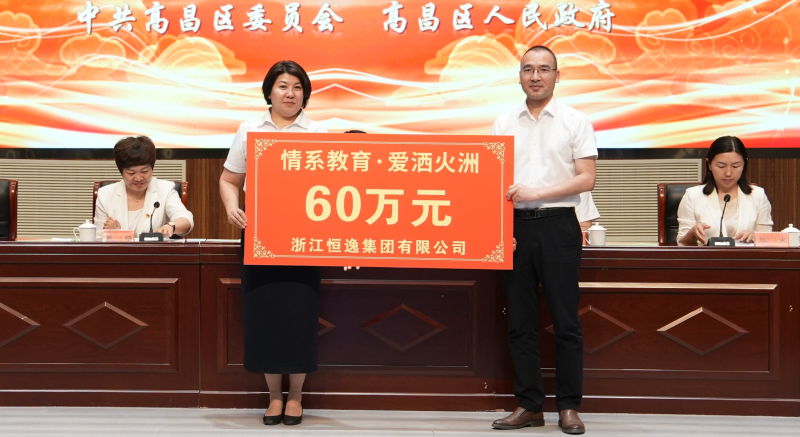 中共高昌区委员会 高昌区人民政府
情系教育·爱洒火洲
60万元
浙江恒逸集团有限公司